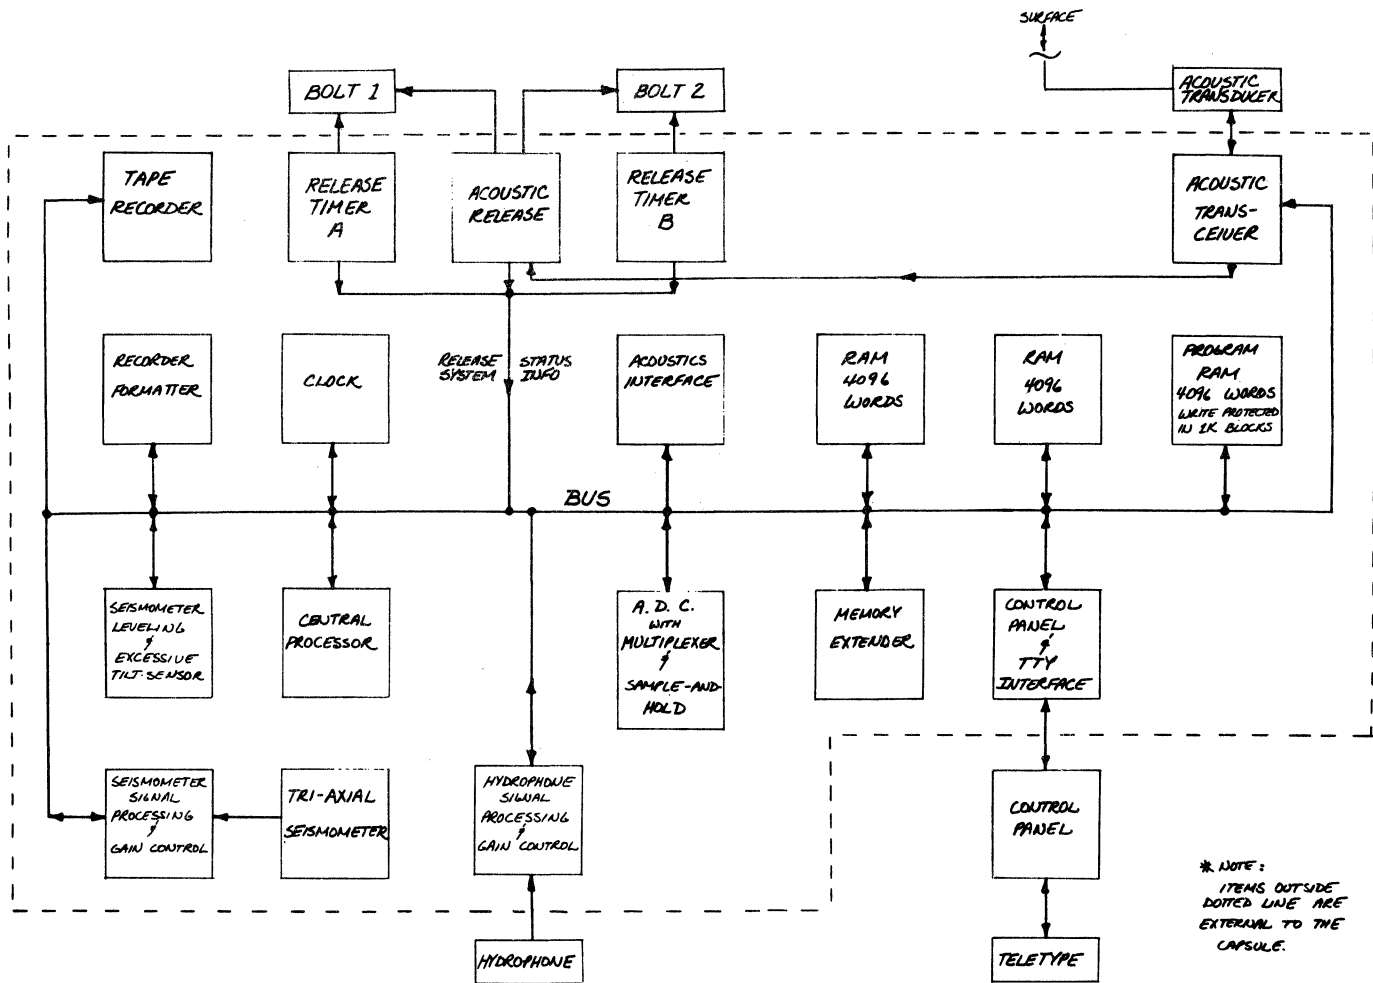 SURFACE
BOLT 1
BOLT 2
ACOUSTIC
TRANSDUCER
TAPE
RECORDER
RELEASE
TIMER
A
ACOUSTIC
RELEASE
RELEASE
TIMER
B
ACOUSTIC
TRANS-
CEIVER
RECORDER
FORMATTER
CLOCK
RELEASE
SYSTEM
STATUS
INFO
ACOUSTICS
INTERFACE
RAM
4096
WORDS
RAM
4096
WORDS
PROGRAM
RAM
4096 WORDS
WRITE PROTECTED
IN 1K BLOCKS
BUS
SEISMOMETER
LEVELING
&
EXCESSIVE
TILT-SENSOR
CENTRAL
PROCESSOR
A. D. C.
WITH
MULTIPLEXER
&
SAMPLE-AND-
HOLD
MEMORY
EXTENDER
CONTROL
PANEL
&
TTY
INTERFACE
SEISMOMETER
SIGNAL
PROCESSING
&
GAIN CONTROL
TRI-AXIAL
SEISMOMETER
HYDROPHONE
SIGNAL
PROCESSING
&
GAIN CONTROL
CONTROL
PANEL
* NOTE:
ITEMS OUTSIDE
DOTTED LINE ARE
EXTERNAL TO THE
CAPSULE.
HYDROPHONE
TELETYPE